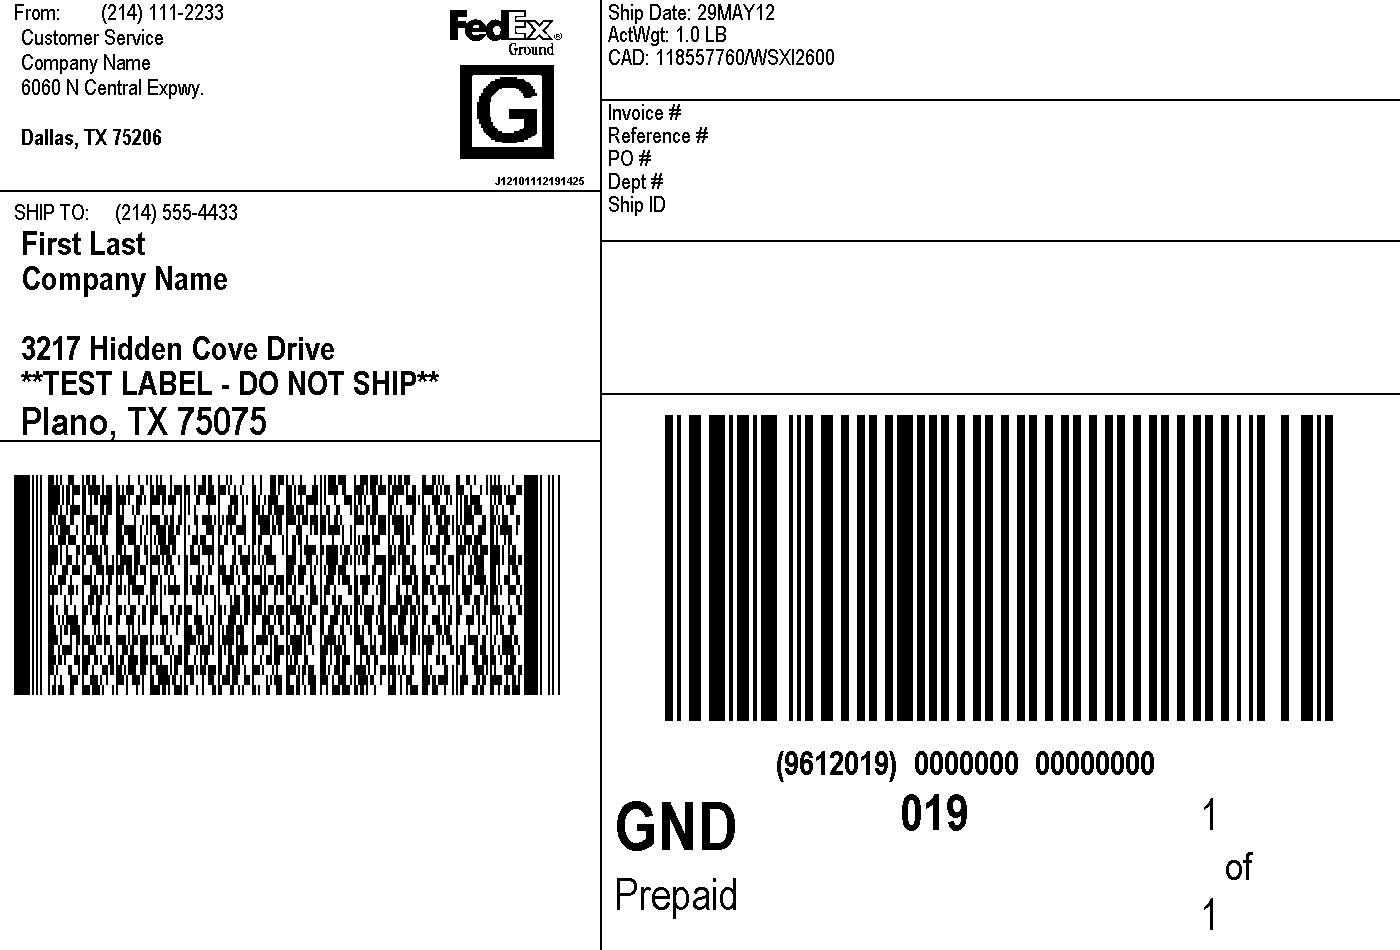 From: (214) 111-2233
Customer Service
Company Name
6060 N Central Expwy.
Dallas, TX 75206
FedEx®
Ground
G
J12101112191425
Ship Date: 29MAY12
ActWgt: 1.0 LB
CAD: 118557760/WSXI2600
Invoice #
Reference #
PO #
Dept #
Ship ID
SHIP TO: (214) 555-4433
First Last
Company Name
3217 Hidden Cove Drive
**TEST LABEL - DO NOT SHIP**
Plano, TX 75075
(9612019) 0000000 00000000
GND 019 1
of
Prepaid
1